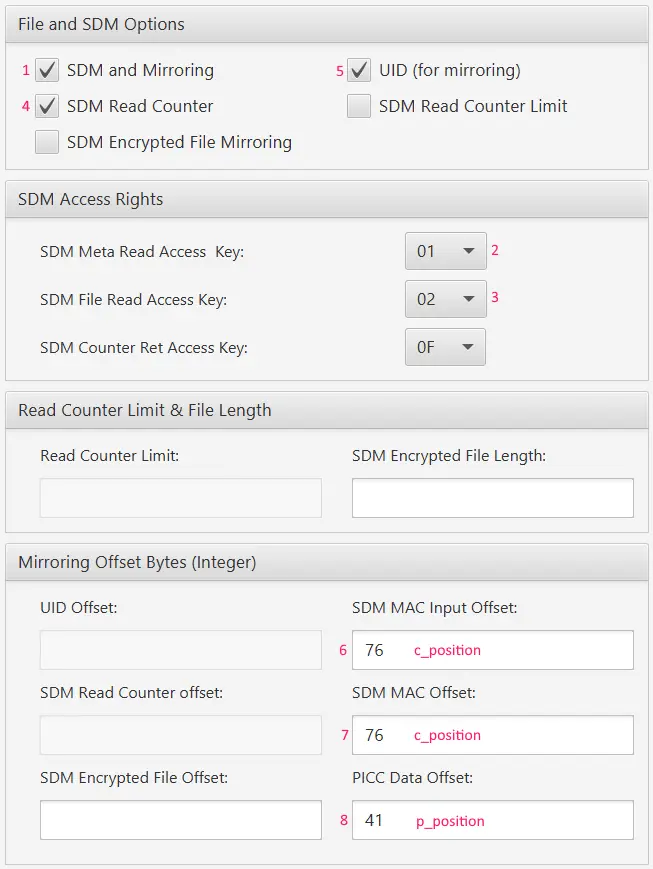 File and SDM Options
1 SDM and Mirroring 5 UID (for mirroring)
4 SDM Read Counter SDM Read Counter Limit
SDM Encrypted File Mirroring
SDM Access Rights
SDM Meta Read Access Key: 01 2
SDM File Read Access Key: 02 3
SDM Counter Ret Access Key: 0F
Read Counter Limit & File Length
Read Counter Limit: SDM Encrypted File Length:
Mirroring Offset Bytes (Integer)
UID Offset: SDM MAC Input Offset:
6 76 c_position
SDM Read Counter offset: SDM MAC Offset:
7 76 c_position
SDM Encrypted File Offset: PICC Data Offset:
8 41 p_position